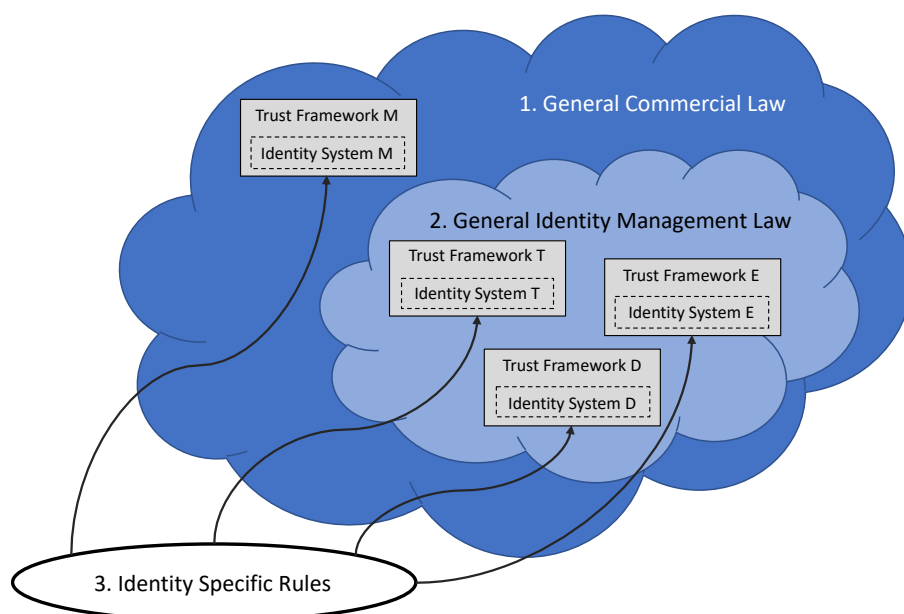 1. General Commercial Law
Trust Framework M
Identity System M
2. General Identity Management Law
Trust Framework T
Identity System T
Trust Framework E
Identity System E
Trust Framework D
Identity System D
3. Identity Specific Rules